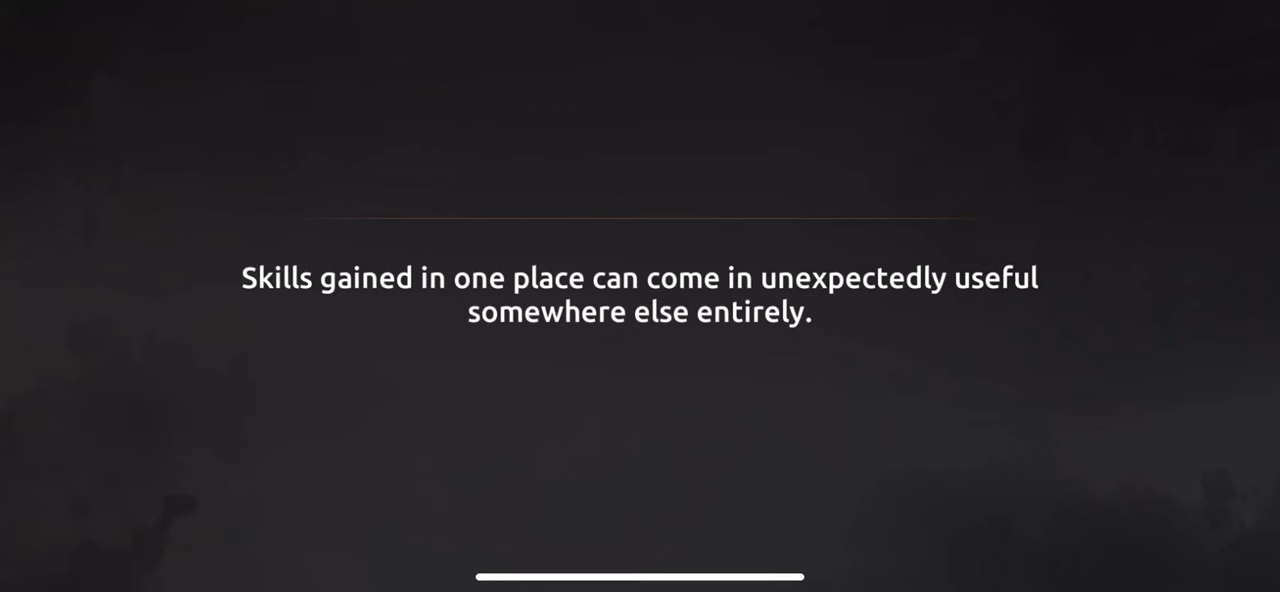 Skills gained in one place can come in unexpectedly useful
somewhere else entirely.